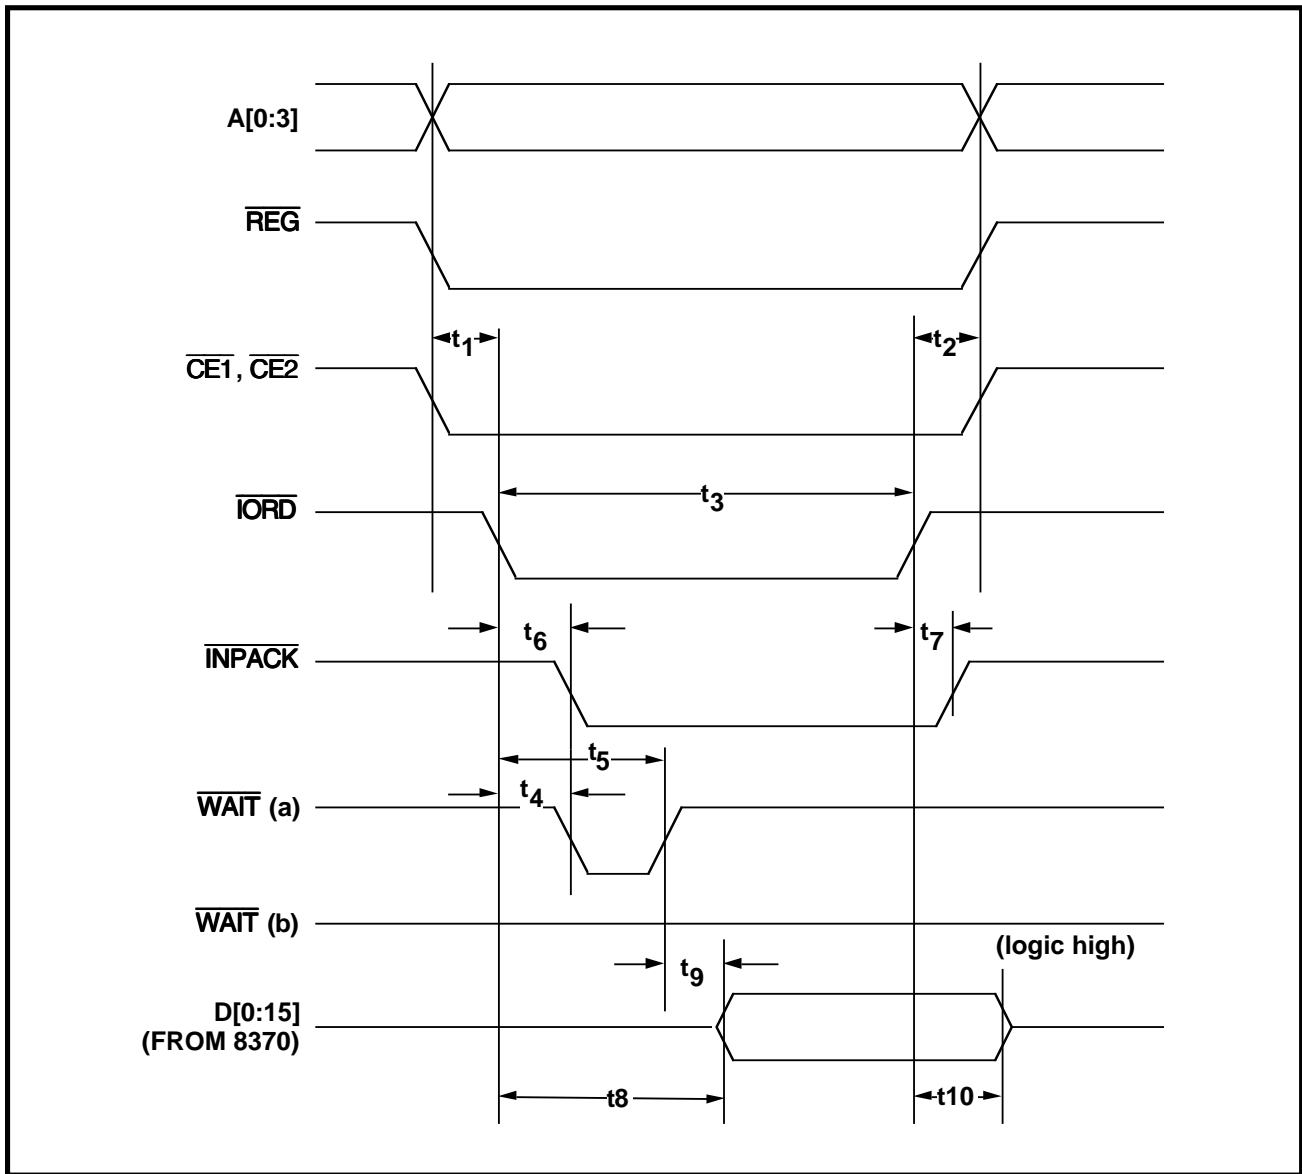 A[0:3]
REG
t1
t2
CE1, CE2
t3
IORD
t6
t7
INPACK
t5
t4
WAIT (a)
WAIT (b)
(logic high)
t9
D[0:15]
(FROM 8370)
t8
t10